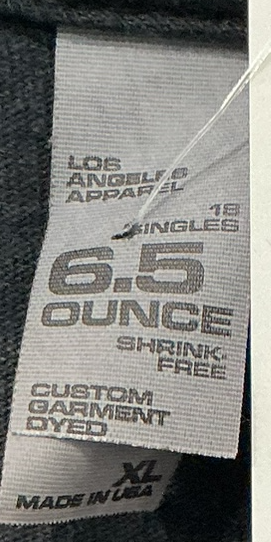 LOS
ANGELES
APPAREL
18
SINGLES
6.5
OUNCE
SHRINK-
FREE
CUSTOM
GARMENT
DYED
XL
MADE IN USA